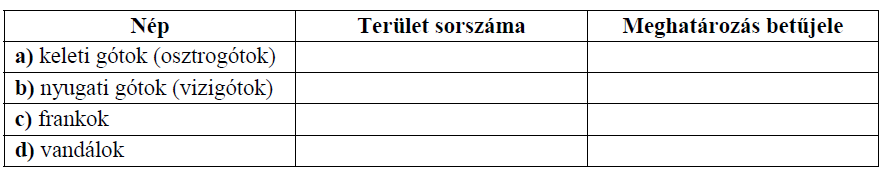 Nép Terület sorszáma Meghatározás betűjele
a) keleti gótok (osztrogótok)
b) nyugati gótok (vizigótok)
c) frankok
d) vandálok